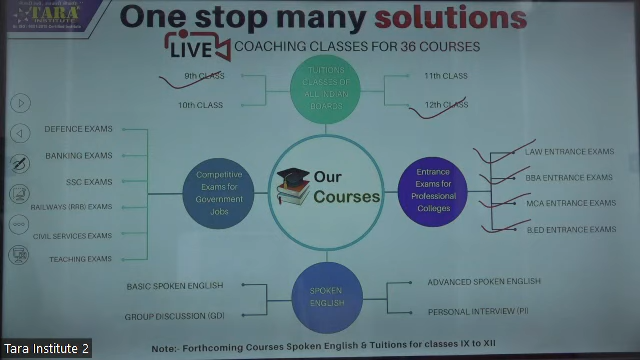 TARA
INSTITUTE
One stop many solutions
LIVE COACHING CLASSES FOR 36 COURSES
9th CLASS
10th CLASS
TUITIONS
CLASSES OF
ALL INDIAN
BOARDS
11th CLASS
12th CLASS
DEFENCE EXAMS
BANKING EXAMS
SSC EXAMS
RAILWAYS (RRB) EXAMS
CIVIL SERVICES EXAMS
TEACHING EXAMS
Competitive
Exams for
Government
Jobs
Our
Courses
Entrance
Exams for
Professional
Colleges
LAW ENTRANCE EXAMS
BBA ENTRANCE EXAMS
MCA ENTRANCE EXAMS
B.ED ENTRANCE EXAMS
BASIC SPOKEN ENGLISH
GROUP DISCUSSION (GD)
SPOKEN
ENGLISH
ADVANCED SPOKEN ENGLISH
PERSONAL INTERVIEW (PI)
Note:- Forthcoming Courses Spoken English & Tuitions for classes IX to XII
Tara Institute 2